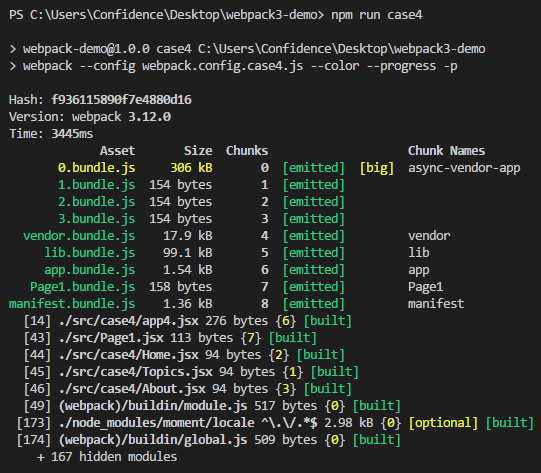 PS C:\Users\Confidence\Desktop\webpack3-demo> npm run case4
> webpack-demo@1.0.0 case4 C:\Users\Confidence\Desktop\webpack3-demo
> webpack --config webpack.config.case4.js --color --progress -p
Hash: f936115890f7e4880d16
Version: webpack 3.12.0
Time: 3445ms
Asset Size Chunks Chunk Names
0.bundle.js 306 kB 0 [emitted] [big] async-vendor-app
1.bundle.js 154 bytes 1 [emitted]
2.bundle.js 154 bytes 2 [emitted]
3.bundle.js 154 bytes 3 [emitted]
vendor.bundle.js 17.9 kB 4 [emitted] vendor
lib.bundle.js 99.1 kB 5 [emitted] lib
app.bundle.js 1.54 kB 6 [emitted] app
Page1.bundle.js 158 bytes 7 [emitted] Page1
manifest.bundle.js 1.36 kB 8 [emitted] manifest
[14] ./src/case4/app4.jsx 276 bytes {6} [built]
[43] ./src/Page1.jsx 113 bytes {7} [built]
[44] ./src/case4/Home.jsx 94 bytes {2} [built]
[45] ./src/case4/Topics.jsx 94 bytes {1} [built]
[46] ./src/case4/About.jsx 94 bytes {3} [built]
[49] (webpack)/buildin/module.js 517 bytes {0} [built]
[173] ./node_modules/moment/locale ^\.\/.*$ 2.98 kB {0} [optional] [built]
[174] (webpack)/buildin/global.js 509 bytes {0} [built]
+ 167 hidden modules